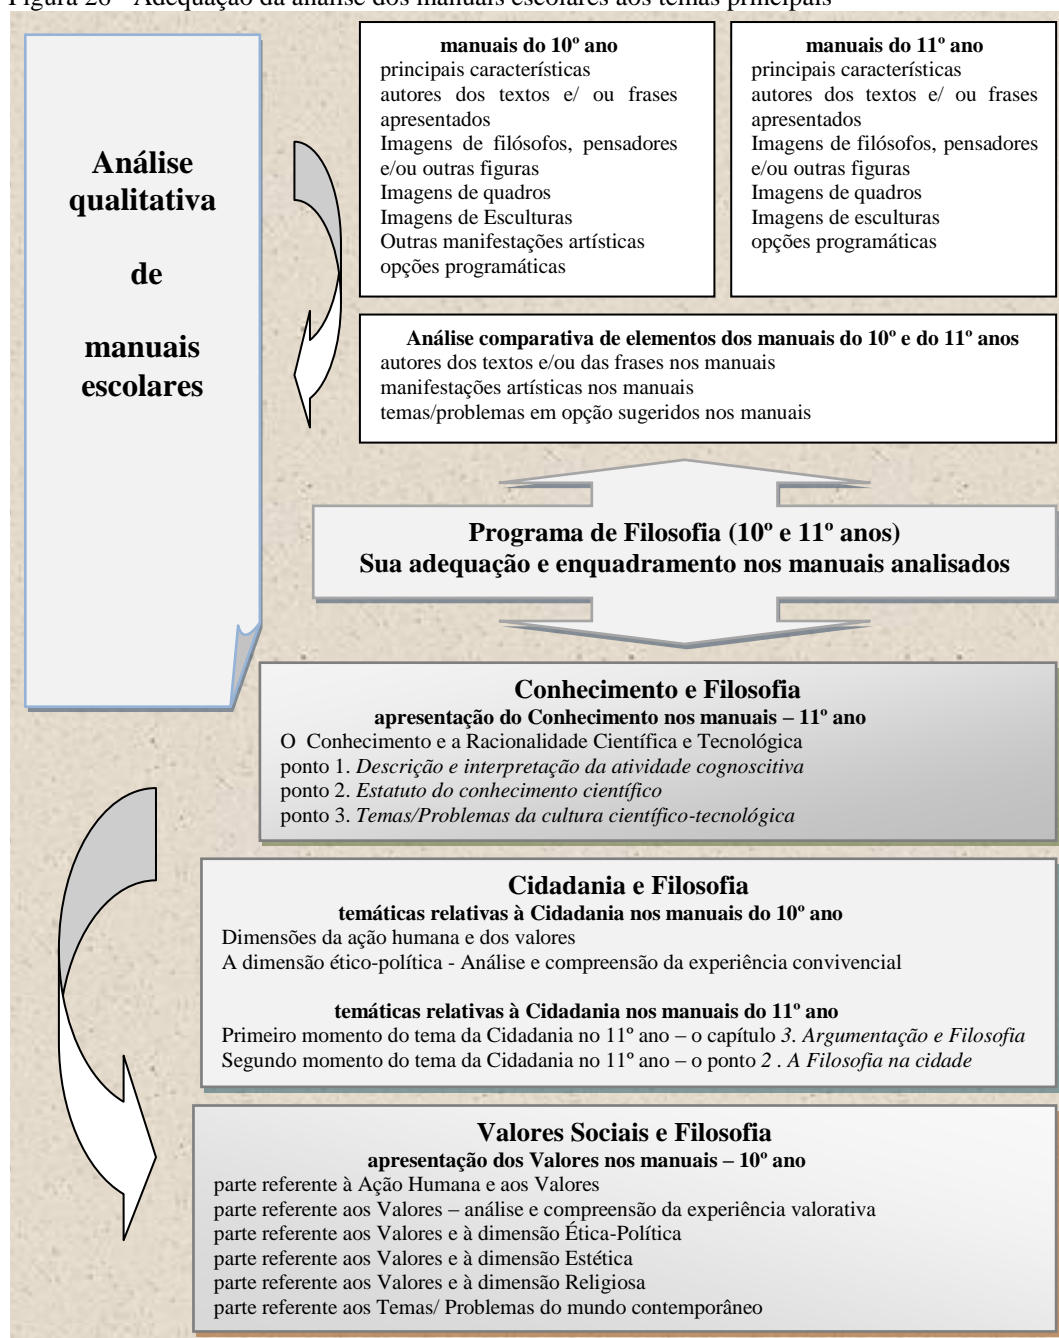 Figura 26 - Adequação da análise dos manuais escolares aos temas principais
Análise
qualitativa
de
manuais
escolares
manuais do 10º ano
principais características
autores dos textos e/ ou frases
apresentados
Imagens de filósofos, pensadores
e/ou outras figuras
Imagens de quadros
Imagens de Esculturas
Outras manifestações artísticas
opções programáticas
manuais do 11º ano
principais características
autores dos textos e/ ou frases
apresentados
Imagens de filósofos, pensadores
e/ou outras figuras
Imagens de quadros
Imagens de esculturas
opções programáticas
Análise comparativa de elementos dos manuais do 10º e do 11º anos
autores dos textos e/ou das frases nos manuais
manifestações artísticas nos manuais
temas/problemas em opção sugeridos nos manuais
Programa de Filosofia (10º e 11º anos)
Sua adequação e enquadramento nos manuais analisados
Conhecimento e Filosofia
apresentação do Conhecimento nos manuais – 11º ano
O Conhecimento e a Racionalidade Científica e Tecnológica
ponto 1. Descrição e interpretação da atividade cognoscitiva
ponto 2. Estatuto do conhecimento científico
ponto 3. Temas/Problemas da cultura científico-tecnológica
Cidadania e Filosofia
temáticas relativas à Cidadania nos manuais do 10º ano
Dimensões da ação humana e dos valores
A dimensão ético-política - Análise e compreensão da experiência convivencial
temáticas relativas à Cidadania nos manuais do 11º ano
Primeiro momento do tema da Cidadania no 11º ano – o capítulo 3. Argumentação e Filosofia
Segundo momento do tema da Cidadania no 11º ano – o ponto 2 . A Filosofia na cidade
Valores Sociais e Filosofia
apresentação dos Valores nos manuais – 10º ano
parte referente à Ação Humana e aos Valores
parte referente aos Valores – análise e compreensão da experiência valorativa
parte referente aos Valores e à dimensão Ética-Política
parte referente aos Valores e à dimensão Estética
parte referente aos Valores e à dimensão Religiosa
parte referente aos Temas/ Problemas do mundo contemporâneo